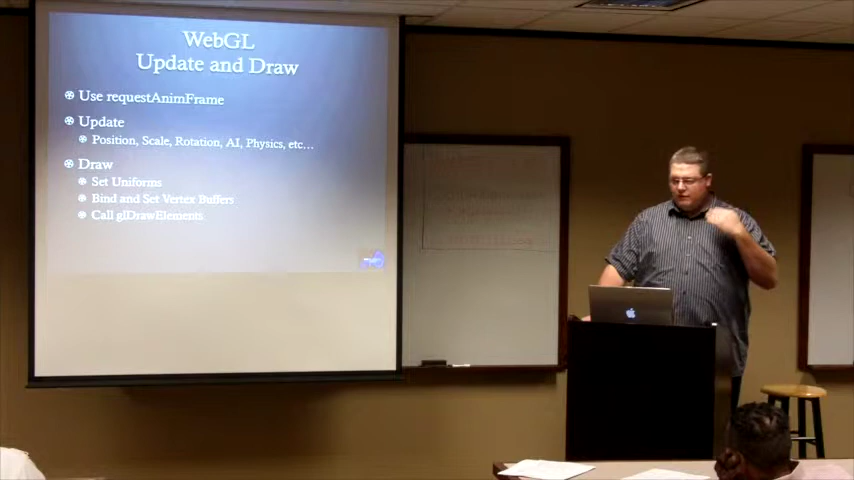 WebGL
Update and Draw
Use requestAnimFrame
Update
Position, Scale, Rotation, AI, Physics, etc...
Draw
Set Uniforms
Bind and Set Vertex Buffers
Call glDrawElements